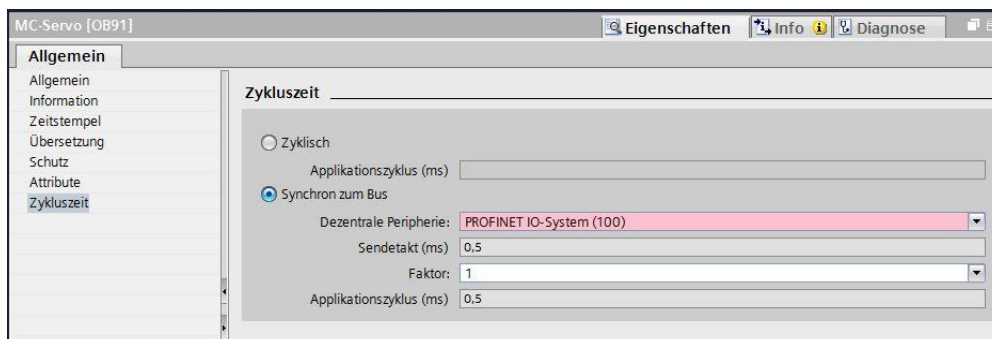 MC-Servo [OB91]
Eigenschaften Info Diagnose
Allgemein
Allgemein
Information
Zeitstempel
Übersetzung
Schutz
Attribute
Zykluszeit
Zykluszeit
Zyklisch
Applikationszyklus (ms)
Synchron zum Bus
Dezentrale Peripherie: PROFINET IO-System (100)
Sendetakt (ms) 0,5
Faktor: 1
Applikationszyklus (ms) 0,5